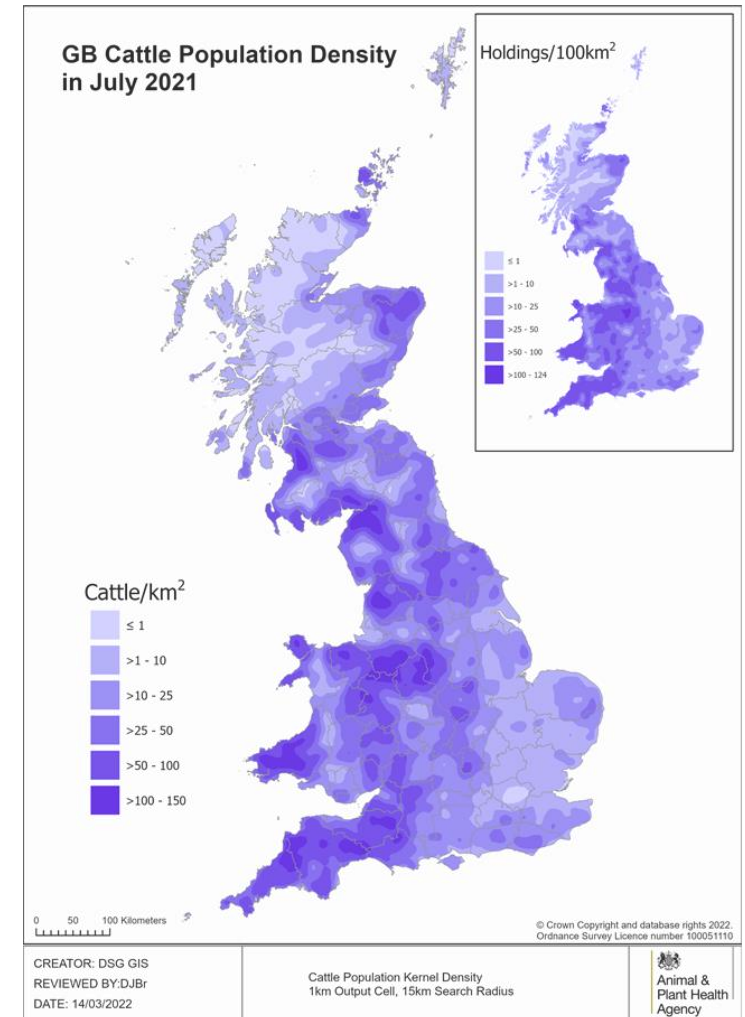 GB Cattle Population Density
in July 2021
Holdings/100km²
≤ 1
>1 - 10
>10 - 25
>25 - 50
>50 - 100
>100 - 124
Cattle/km²
≤ 1
>1 - 10
>10 - 25
>25 - 50
>50 - 100
>100 - 150
0 50 100 Kilometers
© Crown Copyright and database rights 2022.
Ordnance Survey Licence number 100051110
CREATOR: DSG GIS
REVIEWED BY:DJBr
DATE: 14/03/2022
Cattle Population Kernel Density
1km Output Cell, 15km Search Radius
Animal &
Plant Health
Agency